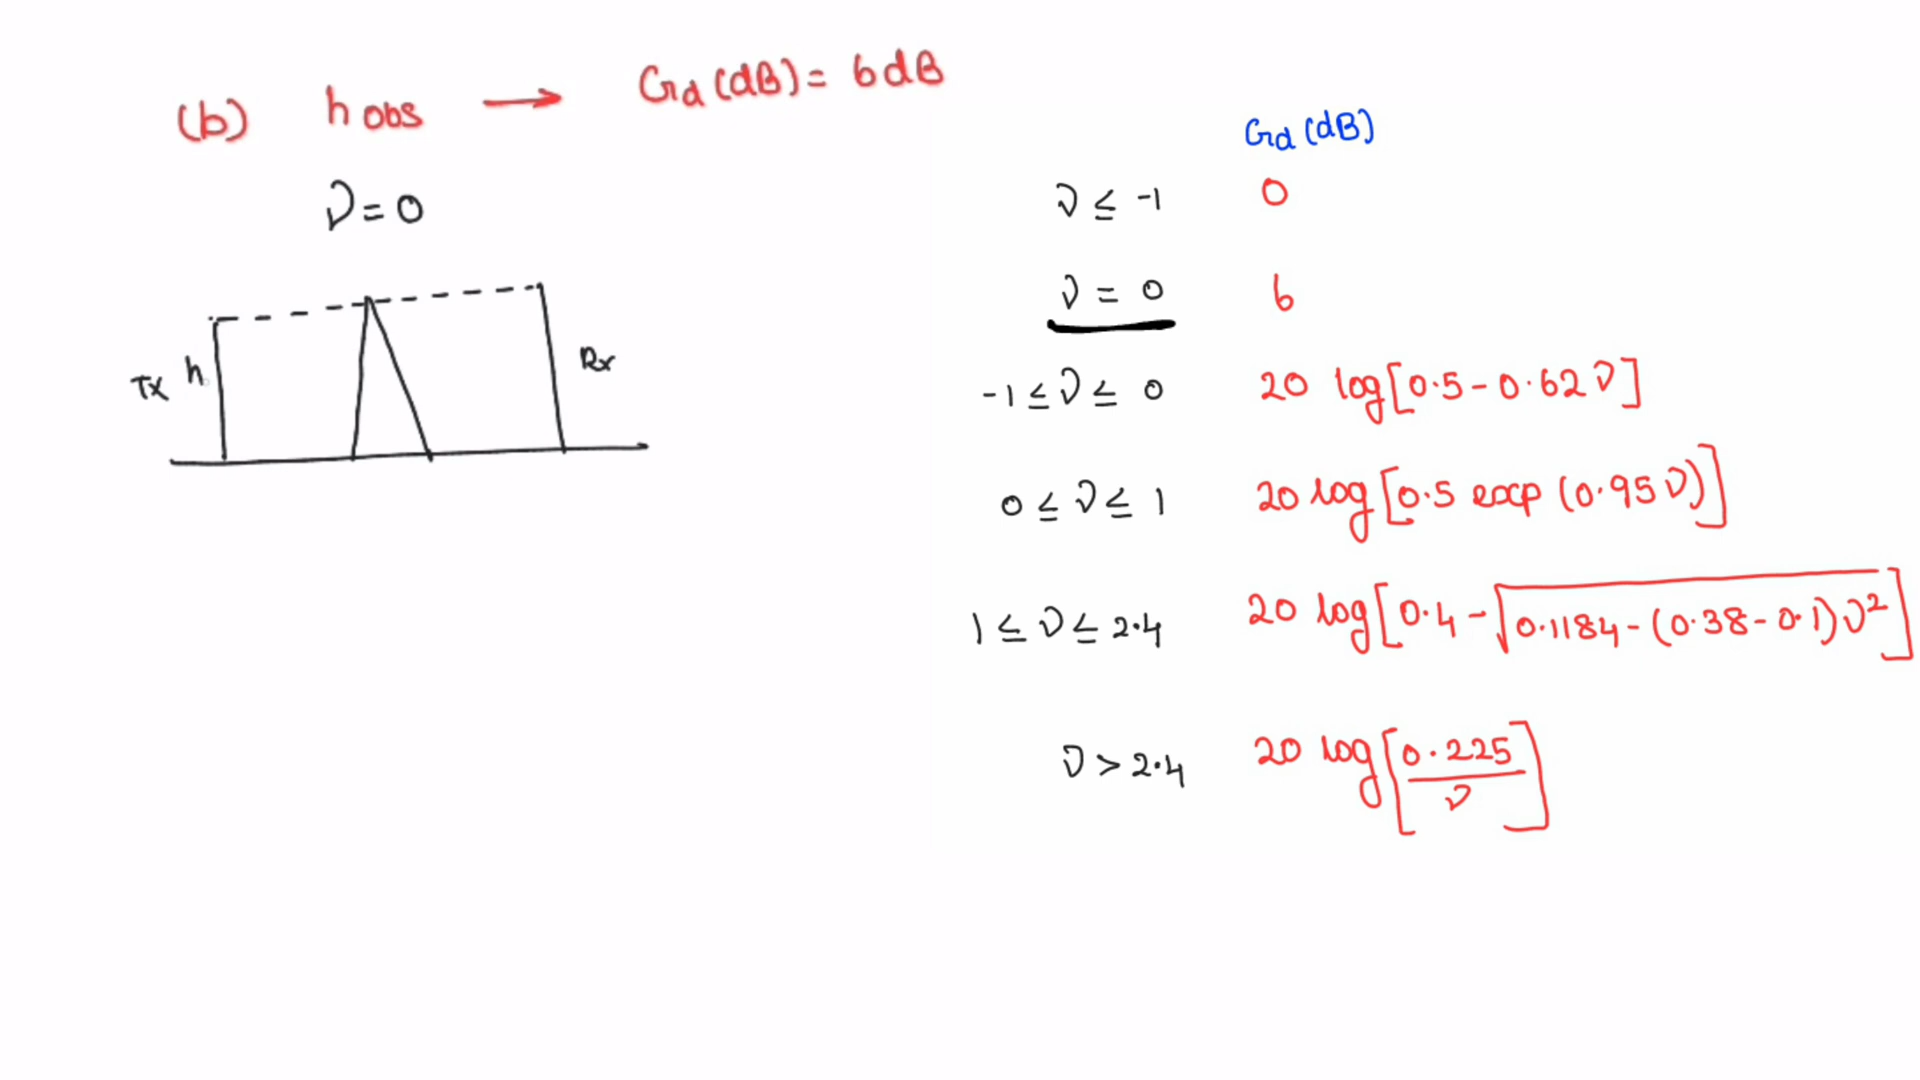 (b) h obs → Gd (dB) = 6 dB
ν = 0
Tx h
Rx
Gd (dB)
ν ≤ -1 0
ν = 0 6
-1 ≤ ν ≤ 0 20 log[0.5 - 0.62 ν]
0 ≤ ν ≤ 1 20 log[0.5 exp (0.95 ν)]
1 ≤ ν ≤ 2.4 20 log[0.4 - √0.1184 - (0.38 - 0.1) ν²]
ν > 2.4 20 log[0.225/ν]